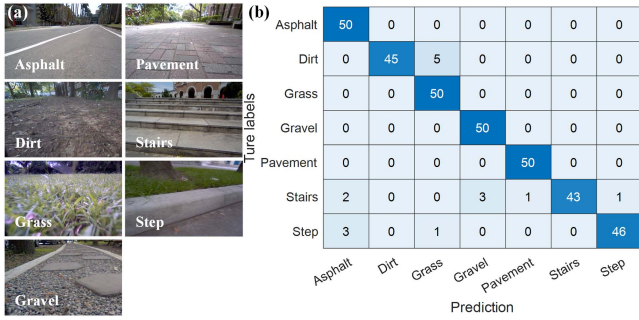 (a)
Asphalt
Pavement
Dirt
Stairs
Grass
Step
Gravel
(b)
Ture labels
Asphalt 50 0 0 0 0 0 0
Dirt 0 45 5 0 0 0 0
Grass 0 0 50 0 0 0 0
Gravel 0 0 0 50 0 0 0
Pavement 0 0 0 0 50 0 0
Stairs 2 0 0 3 1 43 1
Step 3 0 1 0 0 0 46
Asphalt Dirt Grass Gravel Pavement Stairs Step
Prediction